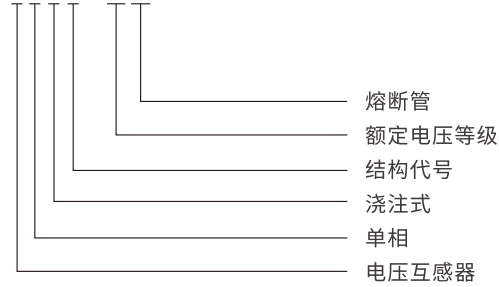 熔断管
额定电压等级
结构代号
浇注式
单相
电压互感器